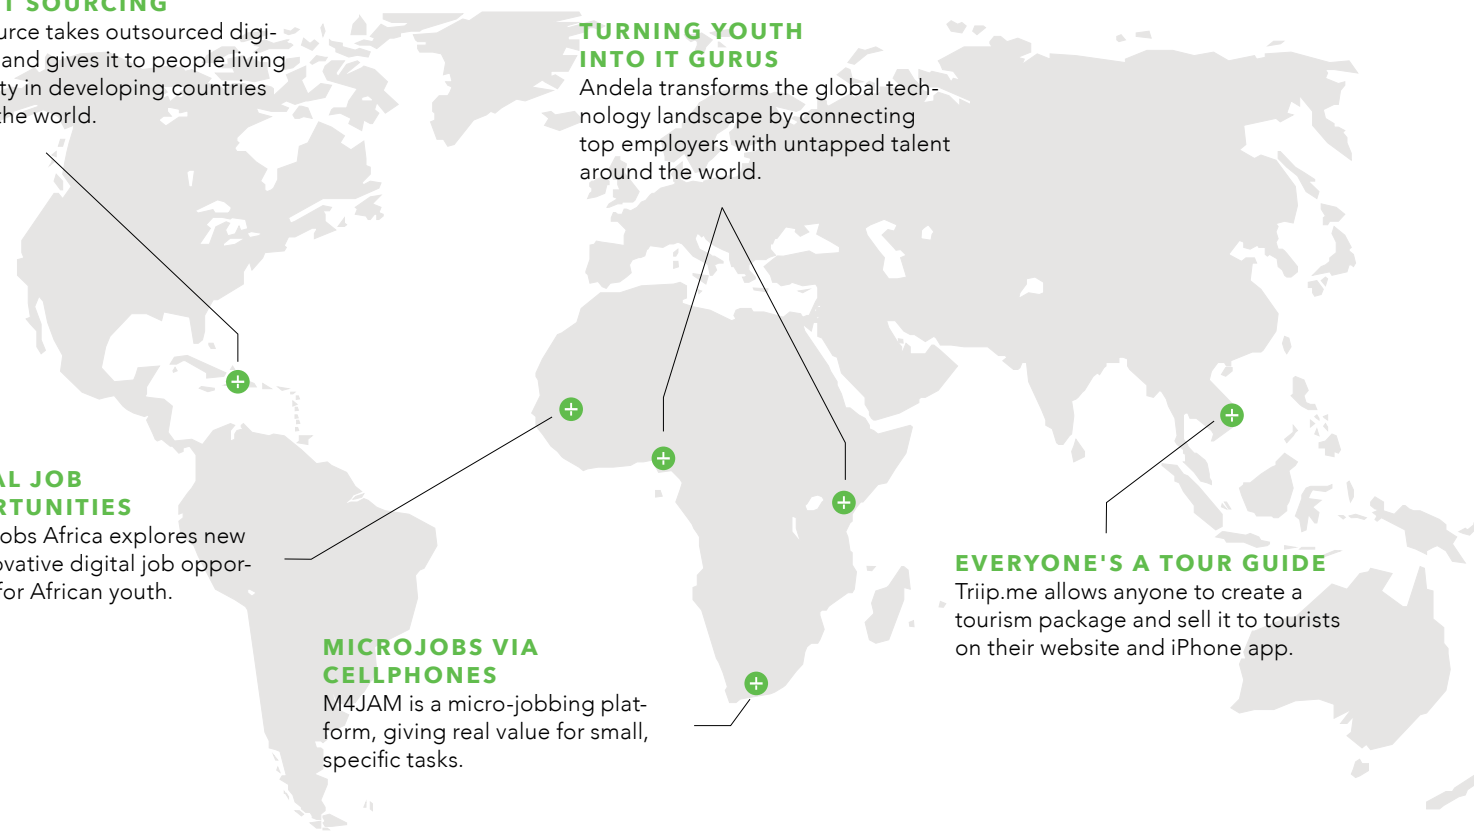 T SOURCING
urce takes outsourced digi-
and gives it to people living
ty in developing countries
the world.
TURNING YOUTH
INTO IT GURUS
Andela transforms the global tech-
nology landscape by connecting
top employers with untapped talent
around the world.
AL JOB
RTUNITIES
obs Africa explores new
ovative digital job oppor-
for African youth.
EVERYONE'S A TOUR GUIDE
Triip.me allows anyone to create a
tourism package and sell it to tourists
on their website and iPhone app.
MICROJOBS VIA
CELLPHONES
M4JAM is a micro-jobbing plat-
form, giving real value for small,
specific tasks.